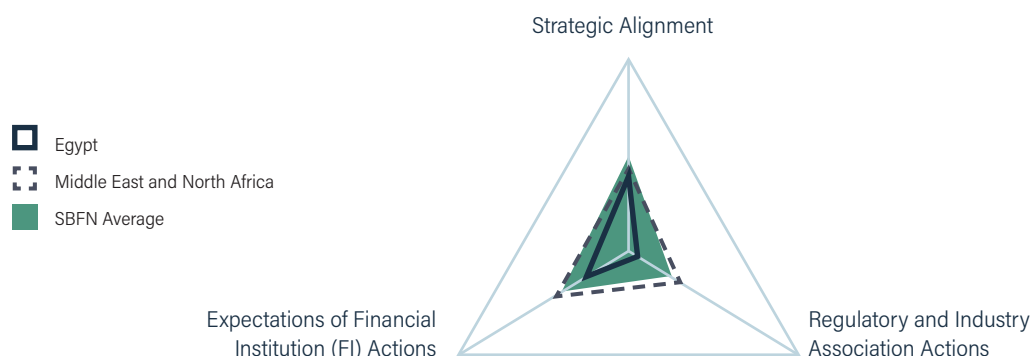 Strategic Alignment
Egypt
Middle East and North Africa
SBFN Average
Expectations of Financial
Institution (FI) Actions
Regulatory and Industry
Association Actions